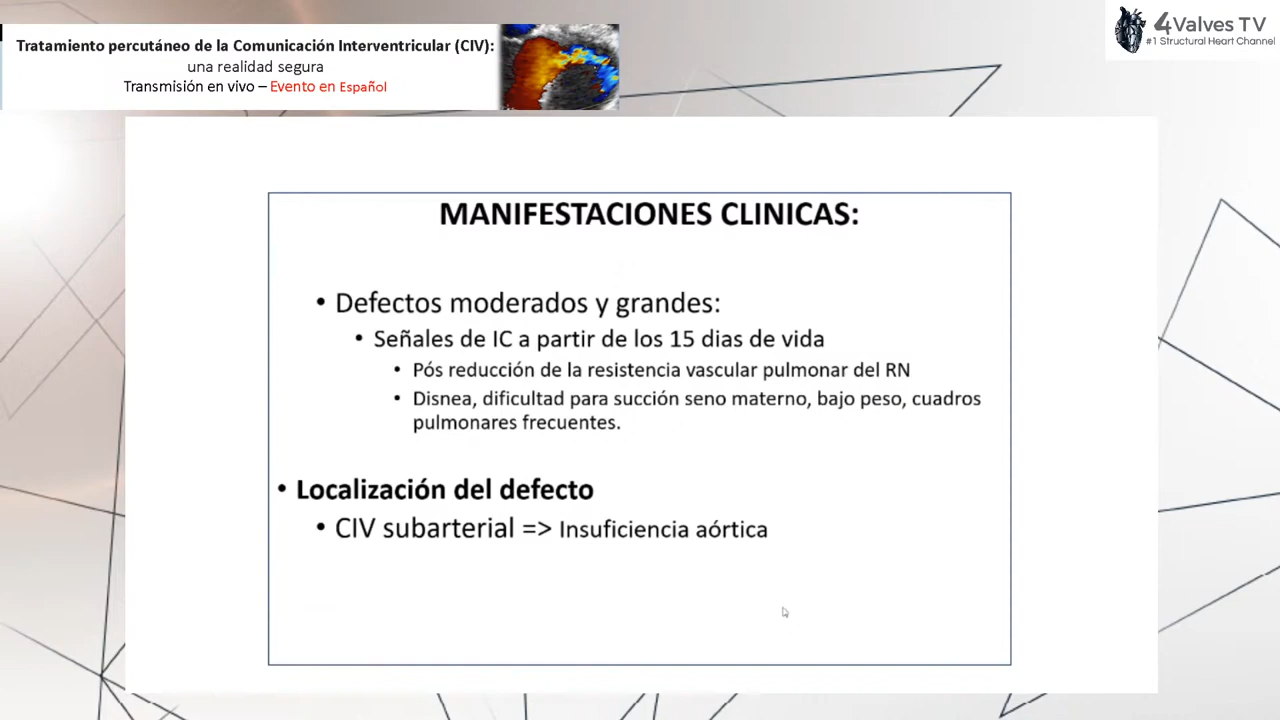 Tratamiento percutáneo de la Comunicación Interventricular (CIV):
una realidad segura
Transmisión en vivo – Evento en Español
4Valves TV
#1 Structural Heart Channel
MANIFESTACIONES CLINICAS:
• Defectos moderados y grandes:
• Señales de IC a partir de los 15 dias de vida
• Pós reducción de la resistencia vascular pulmonar del RN
• Disnea, dificultad para succión seno materno, bajo peso, cuadros
pulmonares frecuentes.
• Localización del defecto
• CIV subarterial => Insuficiencia aórtica